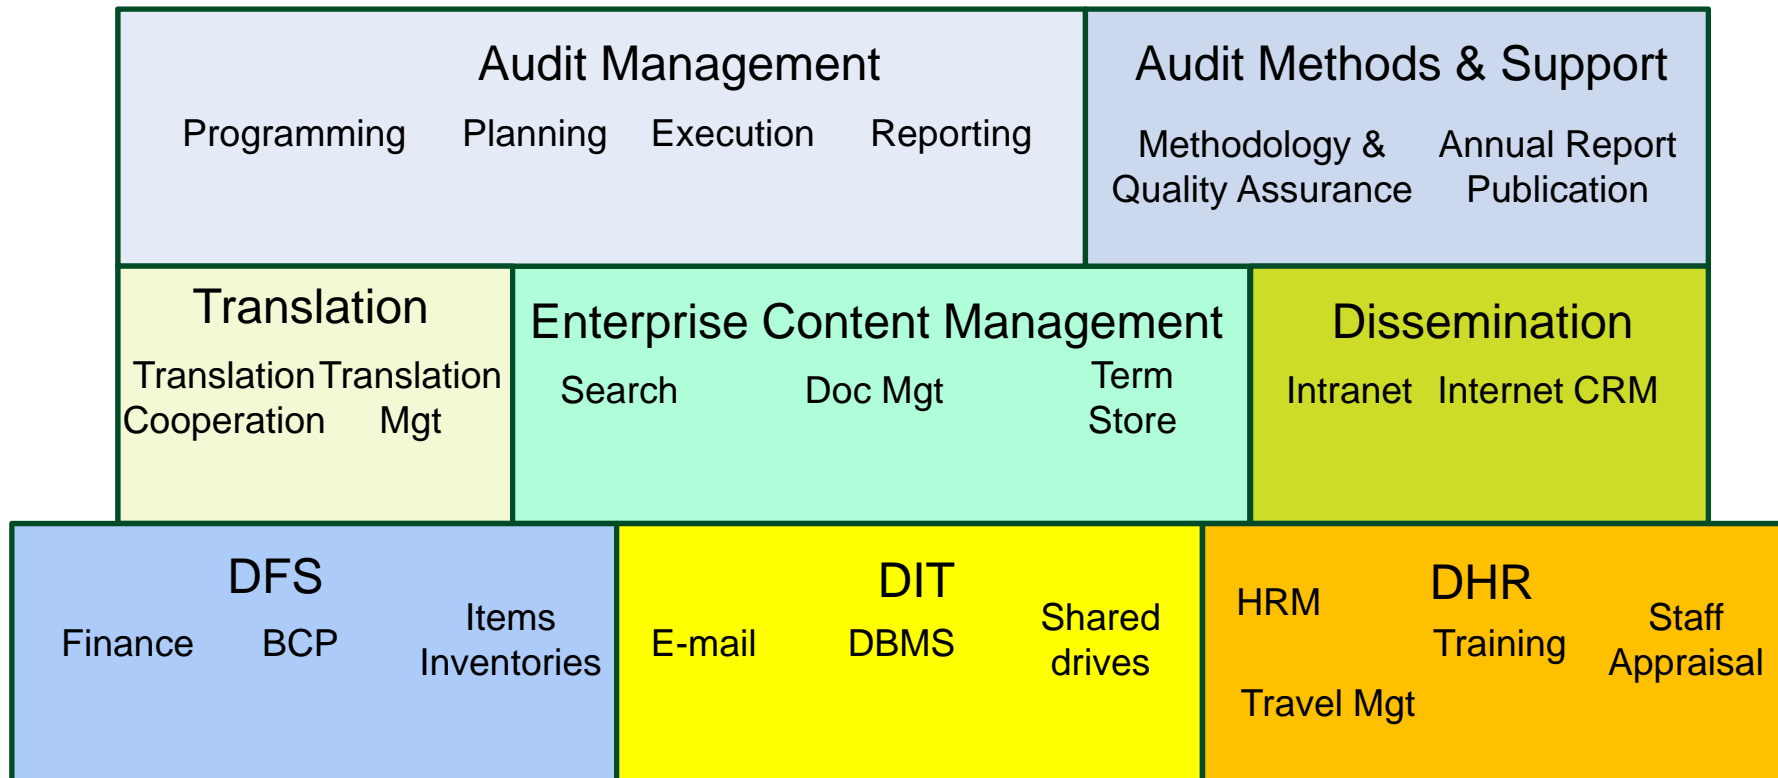 Audit Management
Programming Planning Execution Reporting
Audit Methods & Support
Methodology &
Quality Assurance
Annual Report
Publication
Translation
Translation
Cooperation
Translation
Mgt
Enterprise Content Management
Search
Doc Mgt
Term
Store
Dissemination
Intranet Internet CRM
DFS
Finance
BCP
Items
Inventories
DIT
E-mail
DBMS
Shared
drives
DHR
HRM
Training
Staff
Appraisal
Travel Mgt